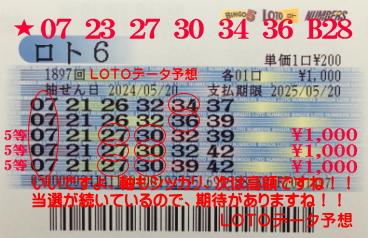 ★07 23 27 30 34 36 B28
BINGO5 LOTO NUMBERS
ロト6
単価1口¥200
1897回 LOTOデータ予想 各01口 ¥1,000
抽せん日 2024/05/20 支払期限 2025/05/20
07 21 26 32 34 37
07 21 26 32 36 39
5等 07 21 27 30 32 39 ¥1,000
5等 07 21 27 30 32 42 ¥1,000
5等 07 21 27 30 39 42 ¥1,000
いいですよ！軸もシッカリ、次は高額ですね！！
当選が続いているので、期待がありますね！！
LOTOデータ予想